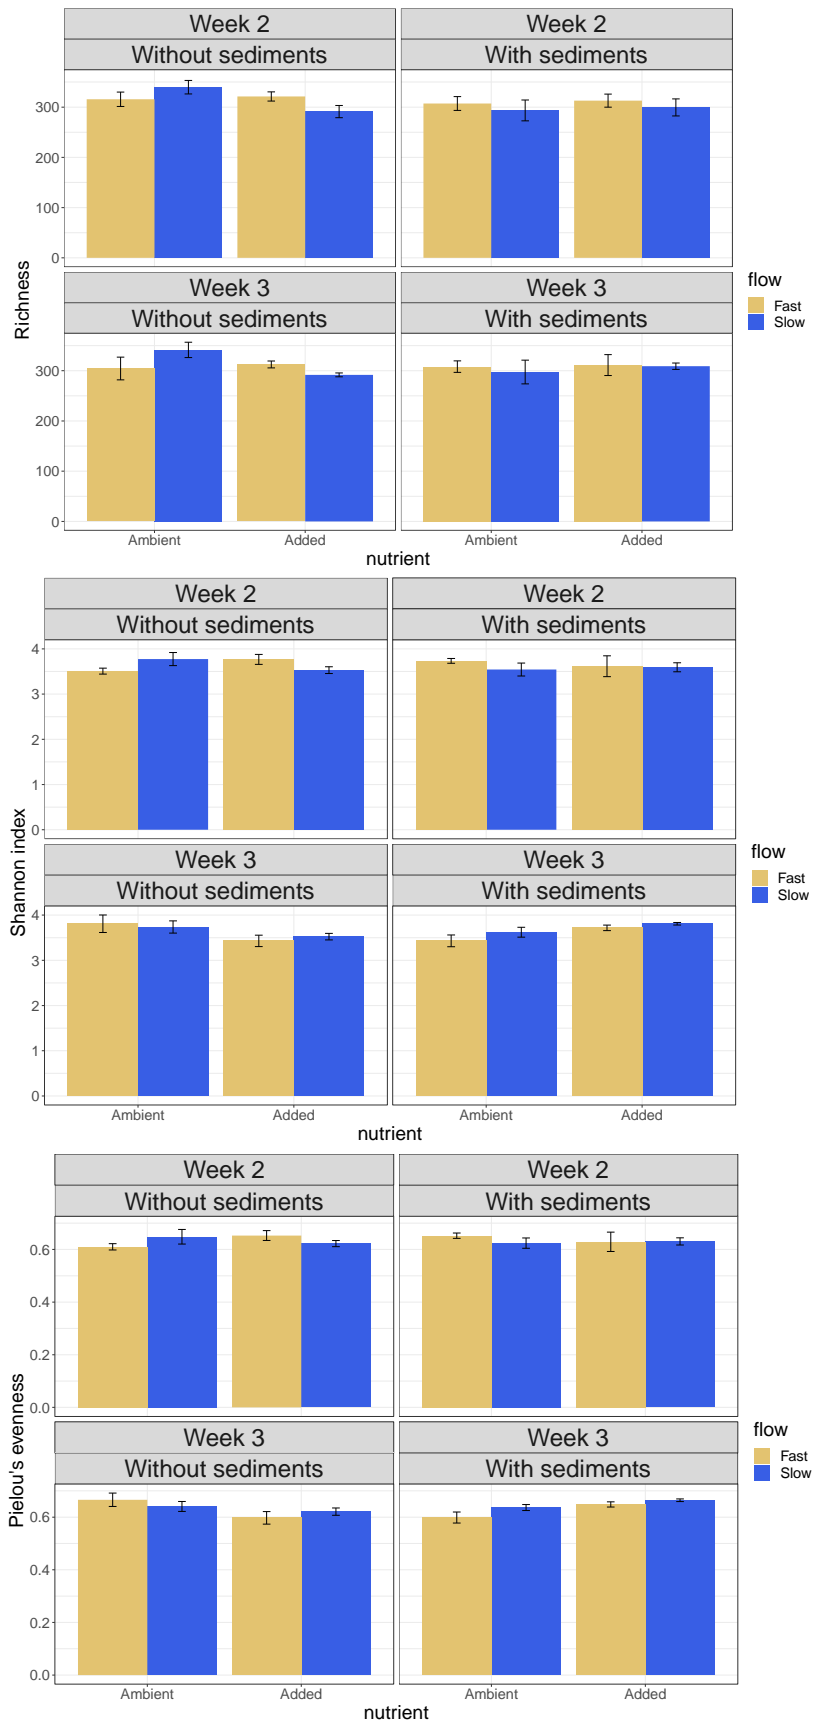 Week 2
Week 2
Without sediments
With sediments
300
200
100
0
Week 3
Week 3
Without sediments
With sediments
300
200
100
0
Ambient
Added
Ambient
Added
nutrient
Richness
flow
Fast
Slow
Week 2
Week 2
Without sediments
With sediments
4
3
2
1
0
Week 3
Week 3
Without sediments
With sediments
4
3
2
1
0
Ambient
Added
Ambient
Added
nutrient
Shannon index
flow
Fast
Slow
Week 2
Week 2
Without sediments
With sediments
0.6
0.4
0.2
0.0
Week 3
Week 3
Without sediments
With sediments
0.6
0.4
0.2
0.0
Ambient
Added
Ambient
Added
nutrient
Pielou's evenness
flow
Fast
Slow